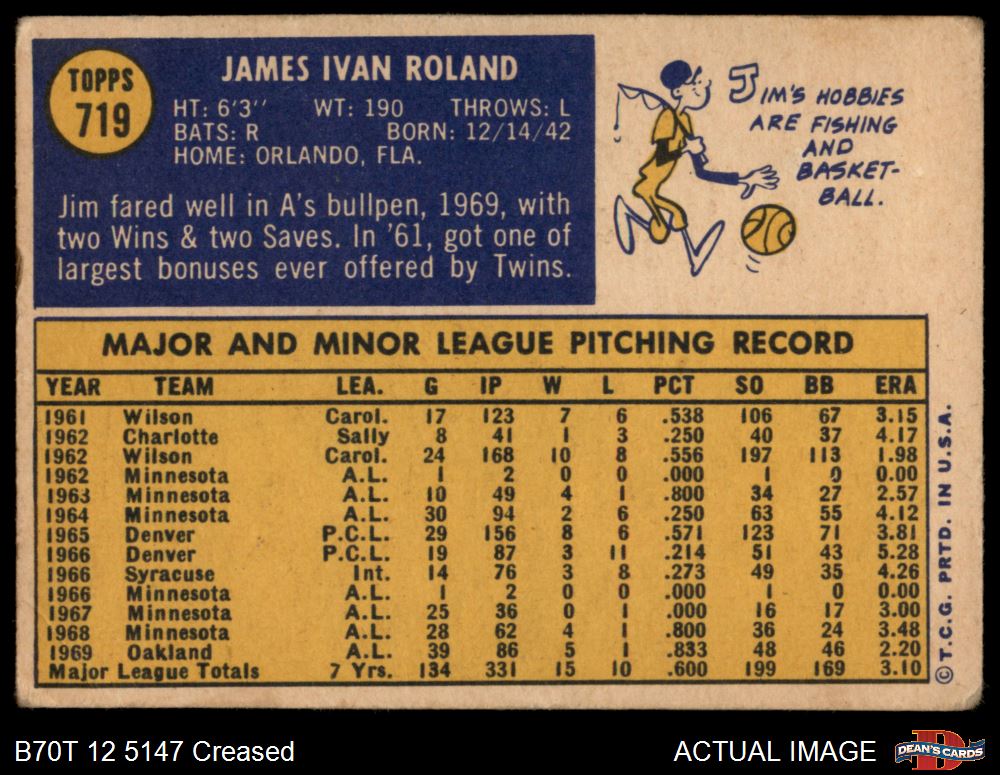 TOPPS
719
JAMES IVAN ROLAND
HT: 6'3'' WT: 190 THROWS: L
BATS: R BORN: 12/14/42
HOME: ORLANDO, FLA.
Jim fared well in A's bullpen, 1969, with
two Wins & two Saves. In '61, got one of
largest bonuses ever offered by Twins.
JIM'S HOBBIES
ARE FISHING
AND
BASKET-
BALL.
MAJOR AND MINOR LEAGUE PITCHING RECORD
YEAR TEAM LEA. G IP W L PCT SO BB ERA
1961 Wilson Carol. 17 123 7 6 .538 106 67 3.15
1962 Charlotte Sally 8 41 1 3 .250 40 37 4.17
1962 Wilson Carol. 24 168 10 8 .556 197 113 1.98
1962 Minnesota A.L. 1 2 0 0 .000 1 0 0.00
1963 Minnesota A.L. 10 49 4 1 .800 34 27 2.57
1964 Minnesota A.L. 30 94 2 6 .250 63 55 4.12
1965 Denver P.C.L. 29 156 8 6 .571 123 71 3.81
1966 Denver P.C.L. 19 87 3 11 .214 51 43 5.28
1966 Syracuse Int. 14 76 3 8 .273 49 35 4.26
1966 Minnesota A.L. 1 2 0 0 .000 1 0 0.00
1967 Minnesota A.L. 25 36 0 1 .000 16 17 3.00
1968 Minnesota A.L. 28 62 4 1 .800 36 24 3.48
1969 Oakland A.L. 39 86 5 1 .833 48 46 2.20
Major League Totals 7 Yrs. 134 331 15 10 .600 199 169 3.10
©T.C.G. PRTD. IN U.S.A.
B70T 12 5147 Creased
ACTUAL IMAGE
DEAN'S CARDS